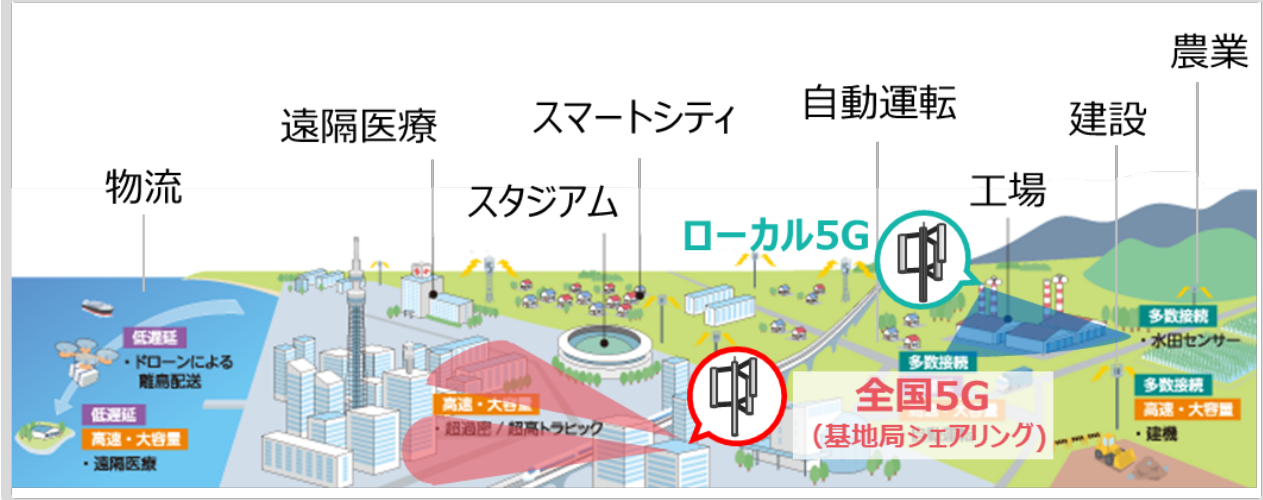 農業
自動運転
建設
スマートシティ
遠隔医療
物流
工場
スタジアム
ローカル5G
低遅延
・ドローンによる
離島配送
低遅延
高速・大容量
・遠隔医療
高速・大容量
・超過密 / 超高トラヒック
全国5G
(基地局シェアリング)
多数接続
多数接続
・水田センサー
多数接続
高速・大容量
・建機